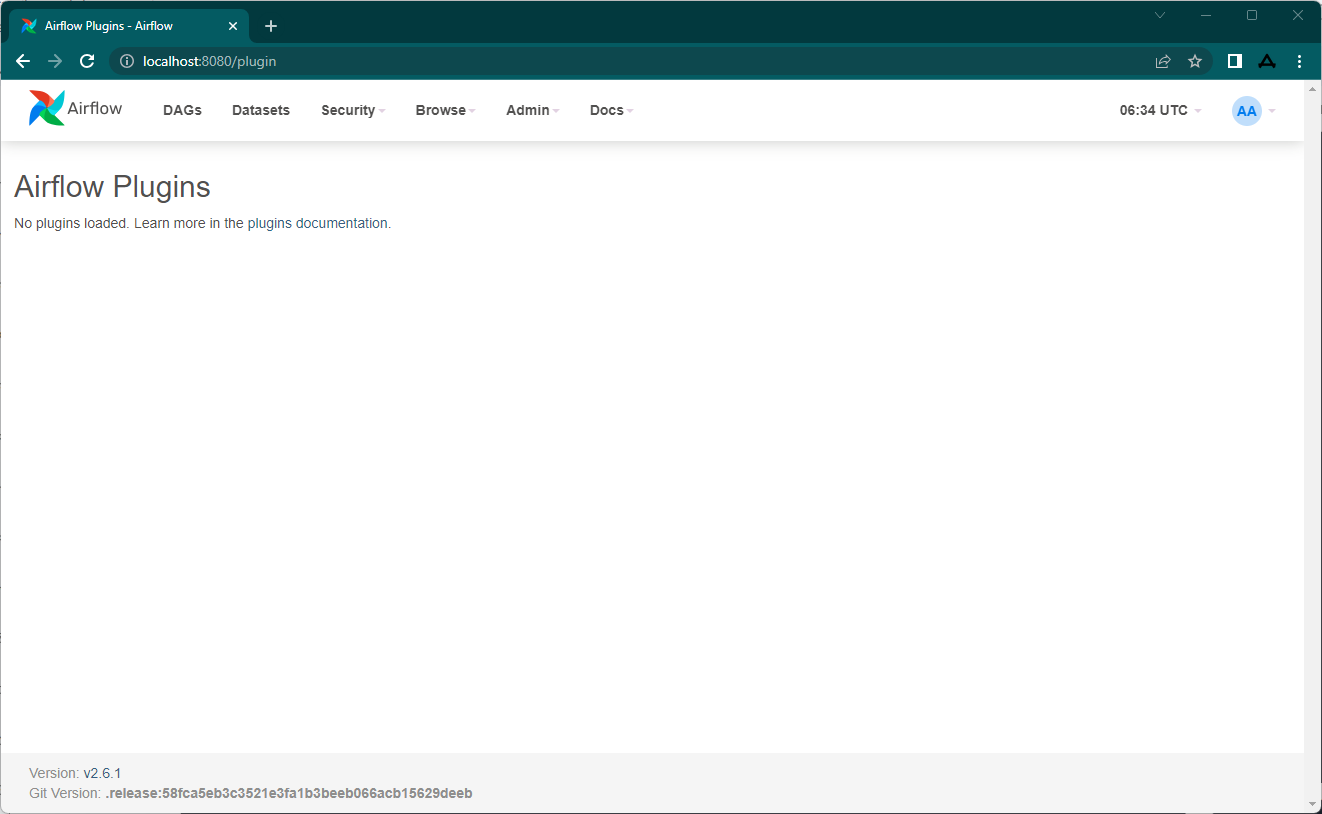 Airflow Plugins - Airflow
localhost:8080/plugin
Airflow DAGs Datasets Security Browse Admin Docs 06:34 UTC AA
Airflow Plugins
No plugins loaded. Learn more in the plugins documentation.
Version: v2.6.1
Git Version: .release:58fca5eb3c3521e3fa1b3beeb066acb15629deeb